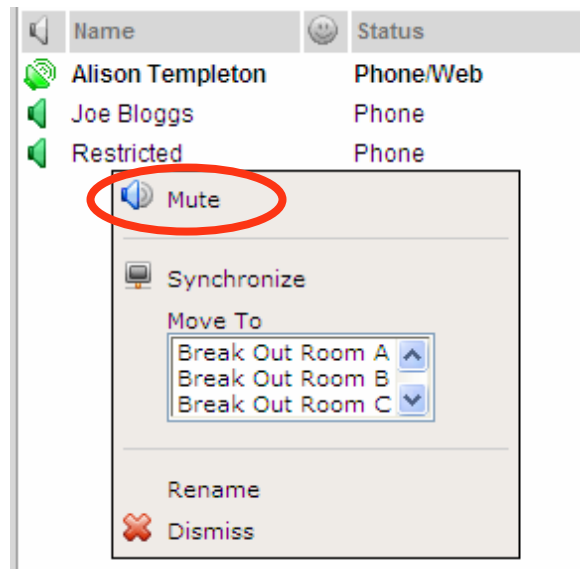 Name Status
Alison Templeton Phone/Web
Joe Bloggs Phone
Restricted Phone
Mute
Synchronize
Move To
Break Out Room A
Break Out Room B
Break Out Room C
Rename
Dismiss